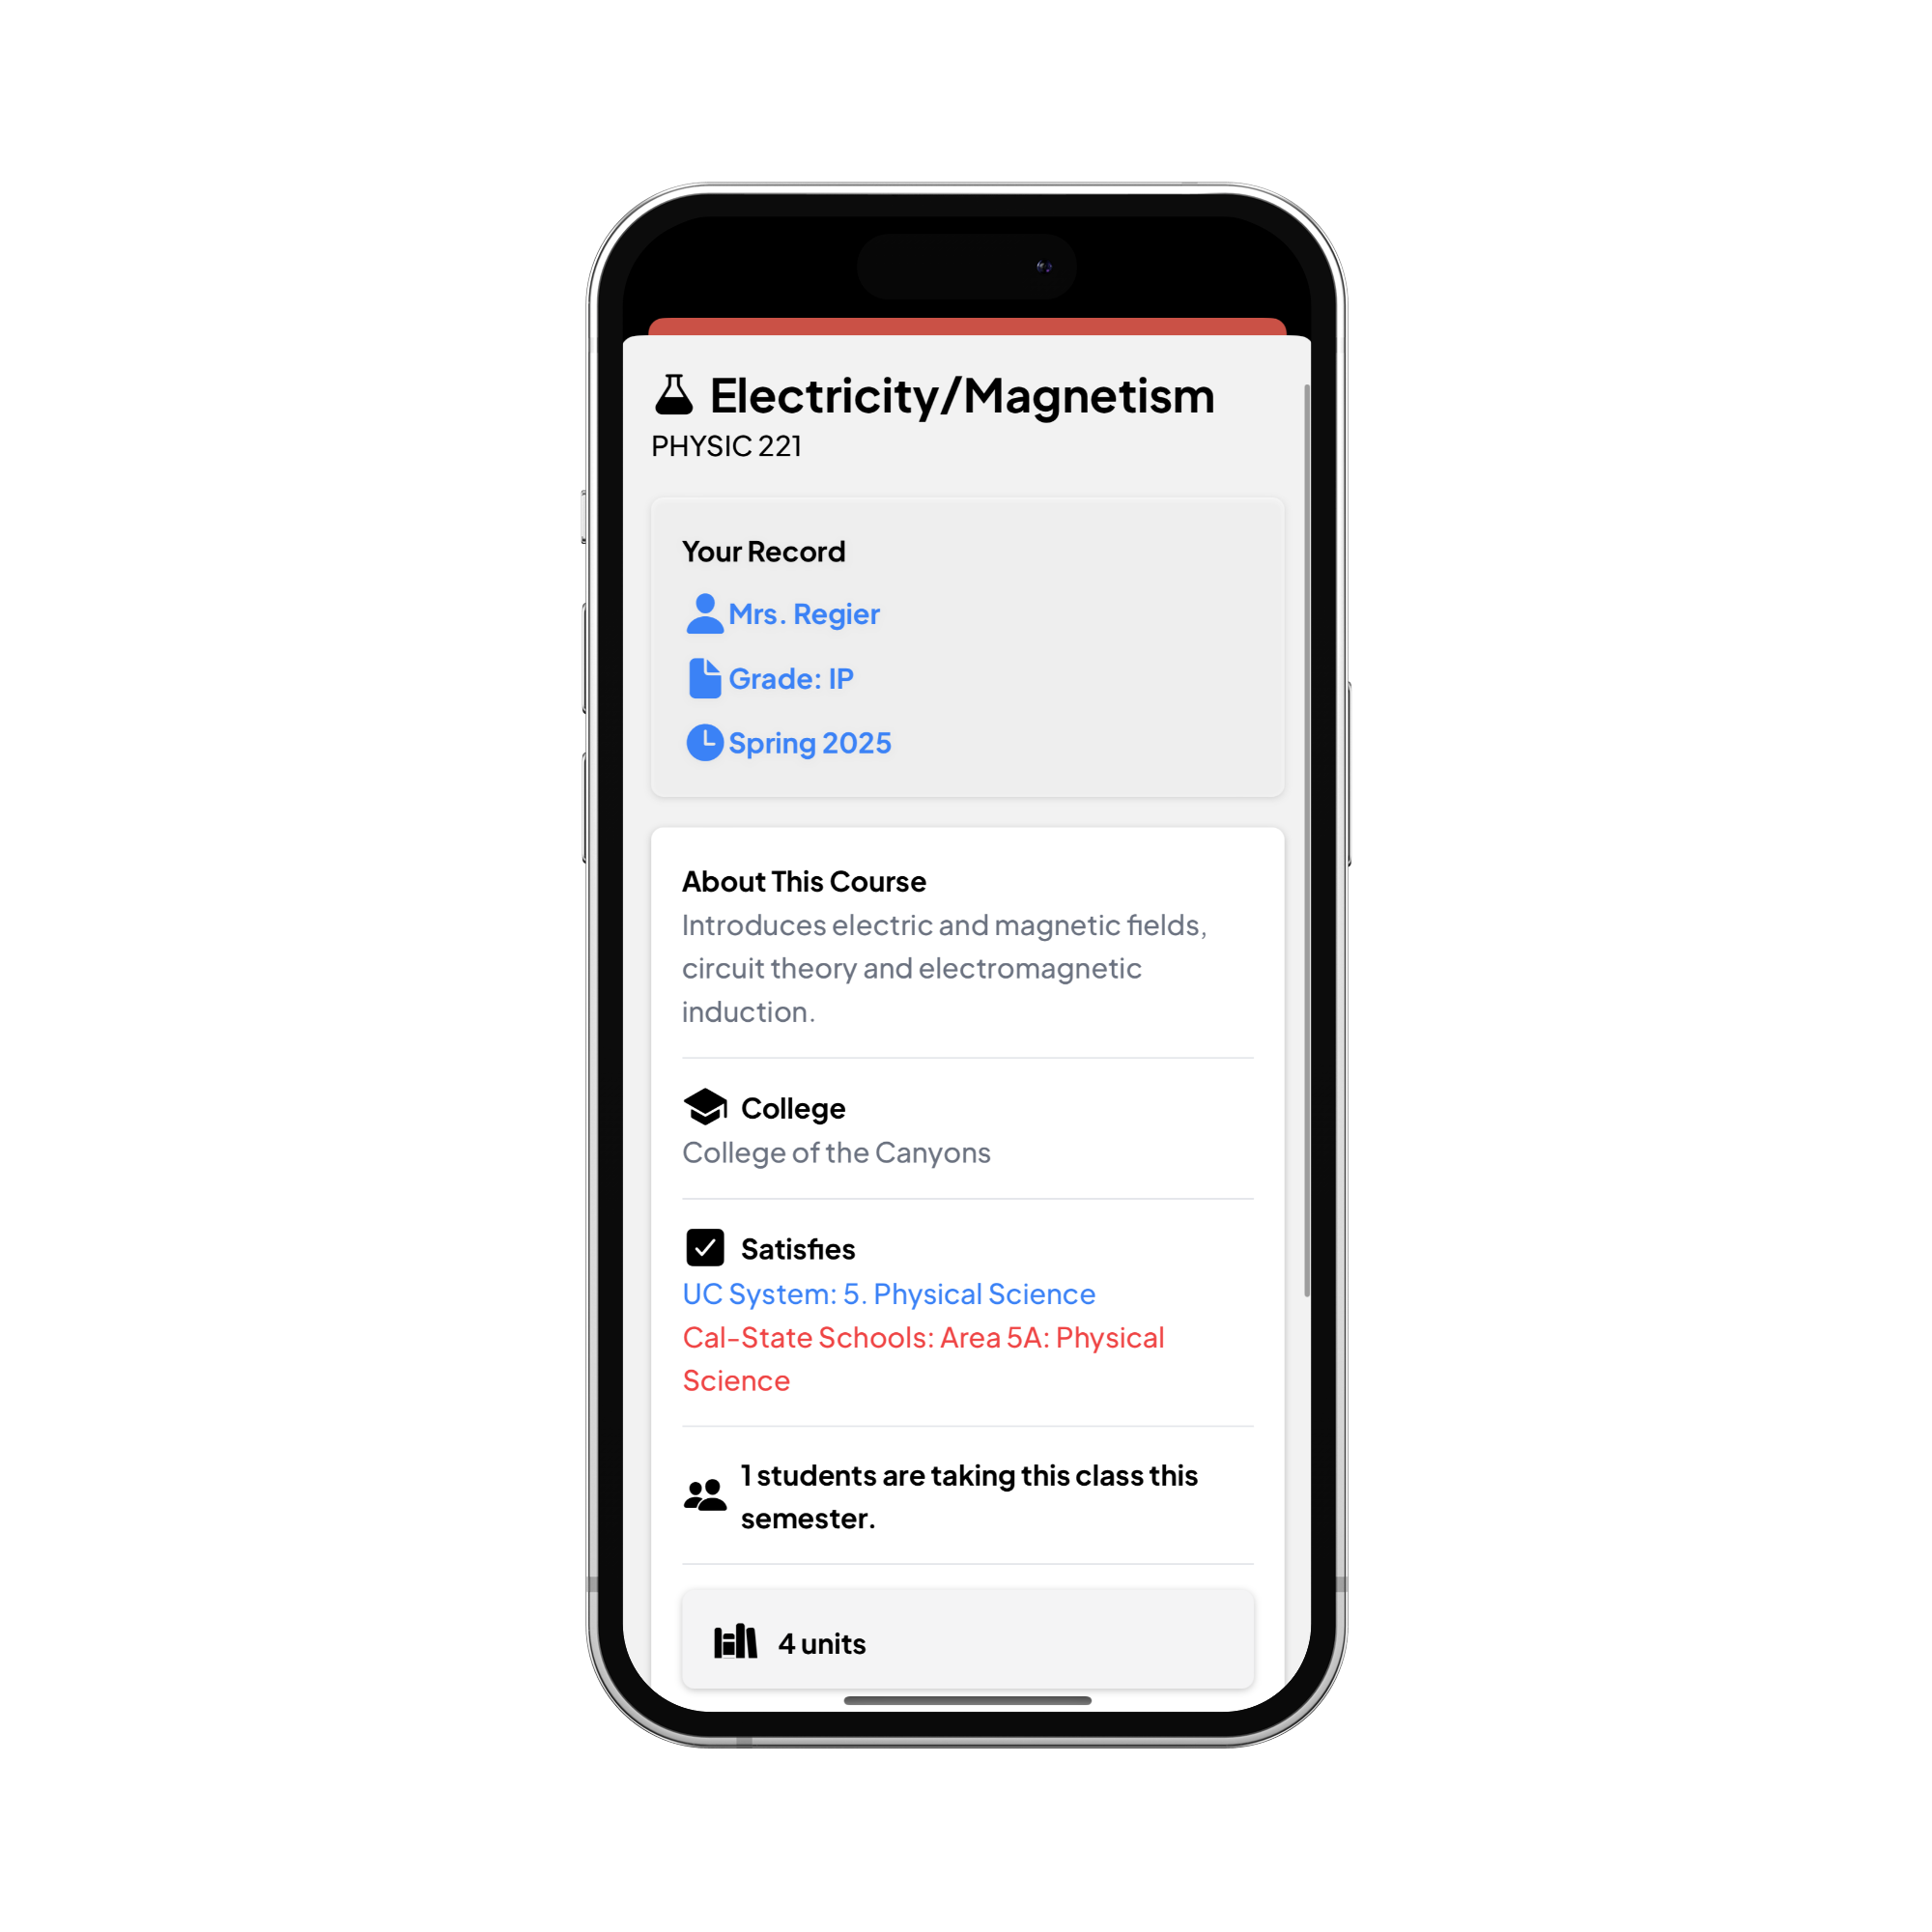 Electricity/Magnetism
PHYSIC 221
Your Record
Mrs. Regier
Grade: IP
Spring 2025
About This Course
Introduces electric and magnetic fields,
circuit theory and electromagnetic
induction.
College
College of the Canyons
Satisfies
UC System: 5. Physical Science
Cal-State Schools: Area 5A: Physical
Science
1 students are taking this class this
semester.
4 units